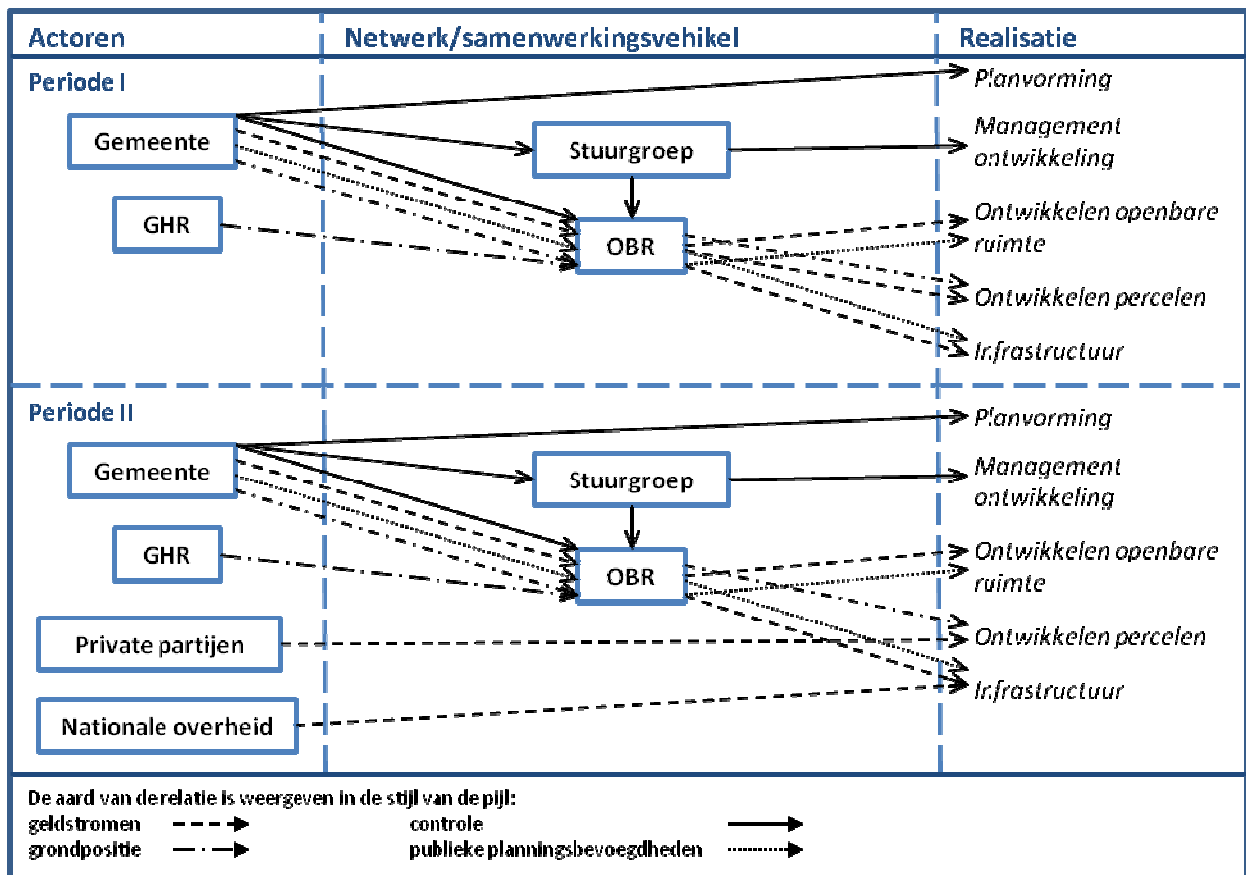 Actoren
Netwerk/samenwerkingsvehikel
Realisatie
Periode I
Planvorming
Gemeente
Stuurgroep
Management
ontwikkeling
GHR
OBR
Ontwikkelen openbare
ruimte
Ontwikkelen percelen
Infrastructuur
Periode II
Planvorming
Gemeente
Stuurgroep
Management
ontwikkeling
GHR
OBR
Ontwikkelen openbare
ruimte
Private partijen
Ontwikkelen percelen
Infrastructuur
Nationale overheid
De aard van de relatie is weergeven in de stijl van de pijl:
geldstromen
controle
grondpositie
publieke planningsbevoegdheden